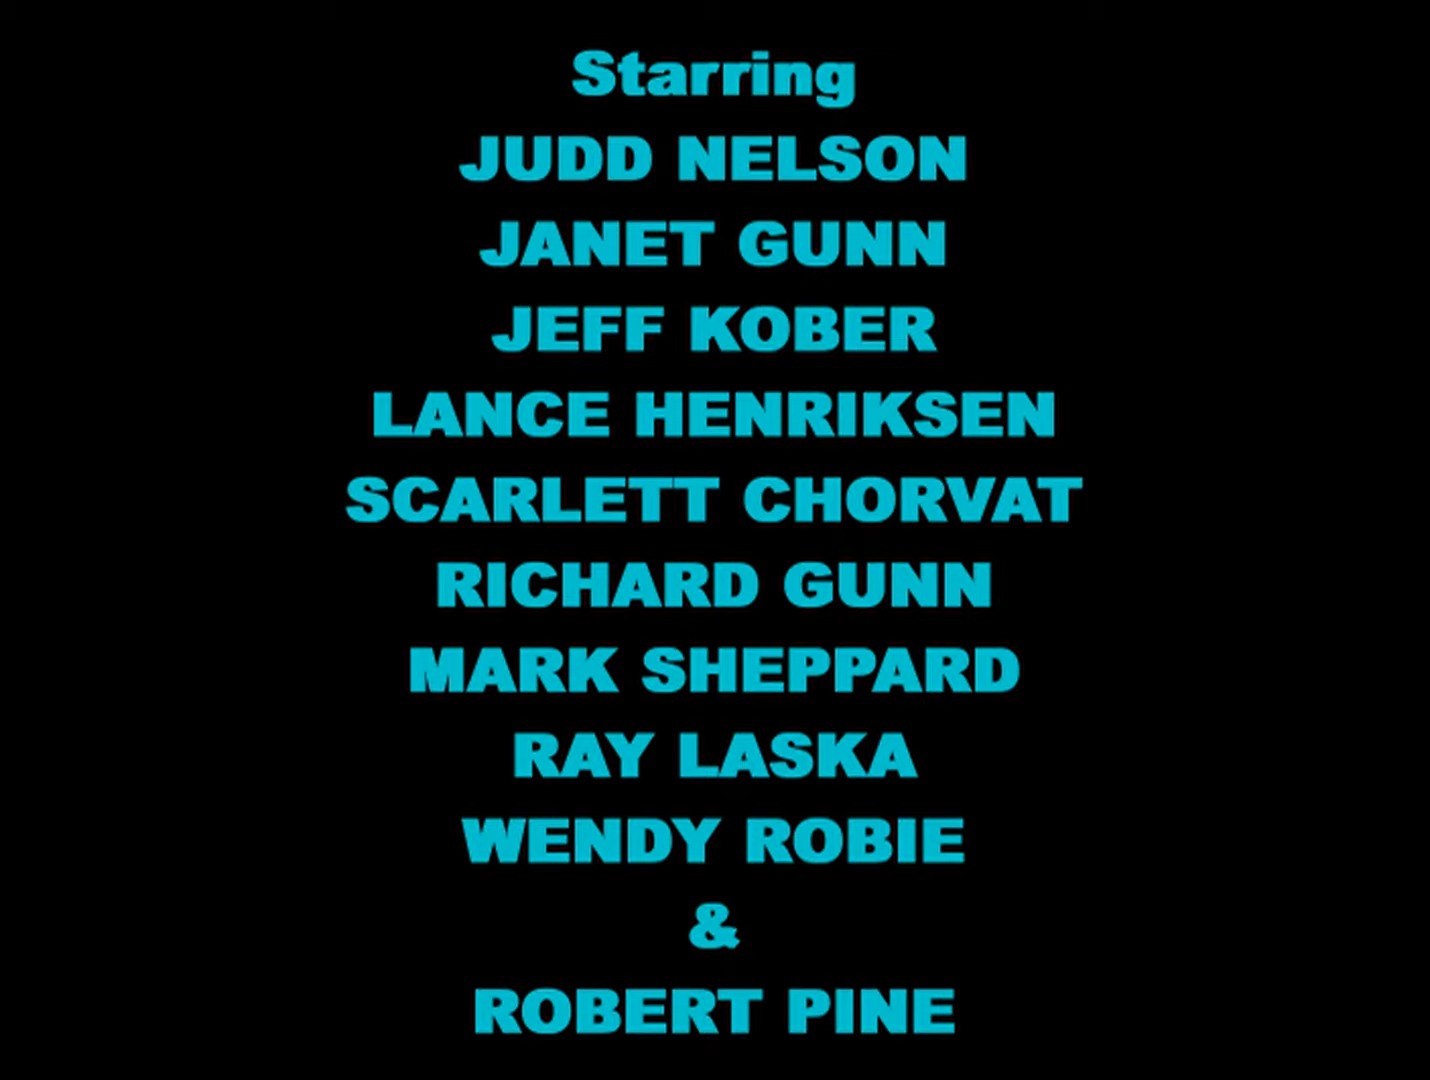 Starring
JUDD NELSON
JANET GUNN
JEFF KOBER
LANCE HENRIKSEN
SCARLETT CHORVAT
RICHARD GUNN
MARK SHEPPARD
RAY LASKA
WENDY ROBIE
&
ROBERT PINE